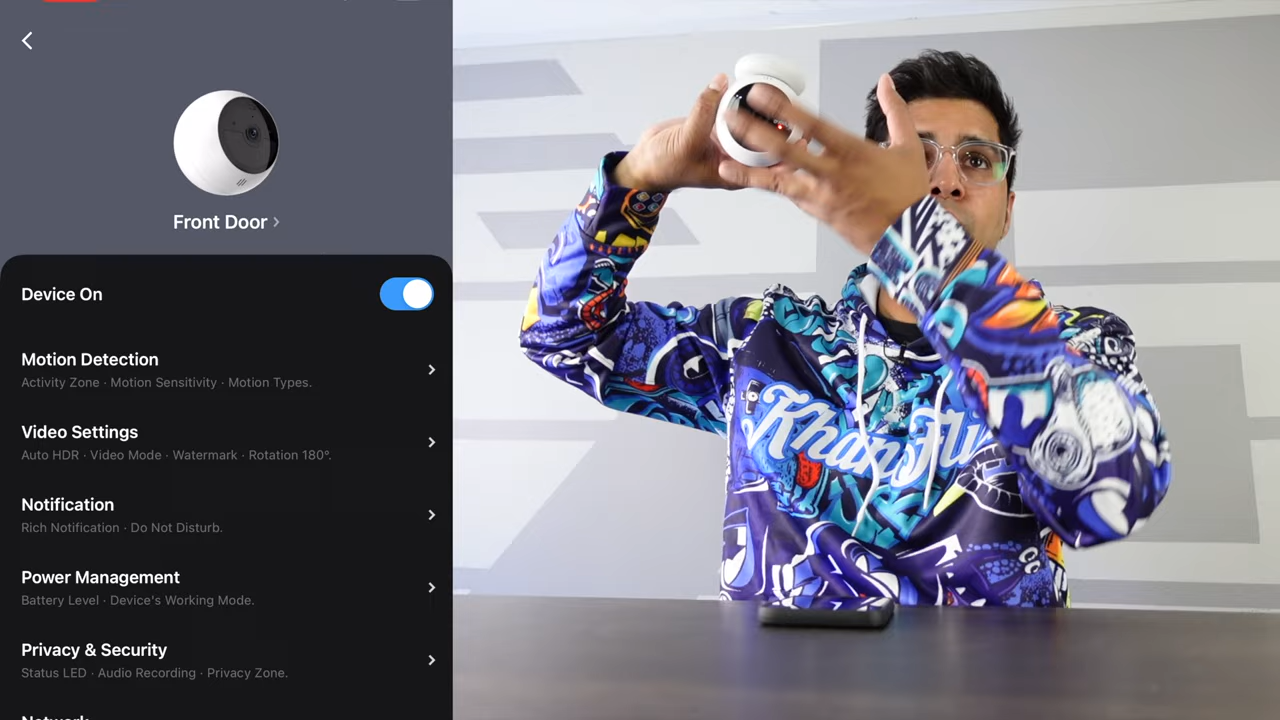 Front Door
Device On
Motion Detection
Activity Zone · Motion Sensitivity · Motion Types.
Video Settings
Auto HDR · Video Mode · Watermark · Rotation 180°.
Notification
Rich Notification · Do Not Disturb.
Power Management
Battery Level · Device's Working Mode.
Privacy & Security
Status LED · Audio Recording · Privacy Zone.
Network
Khan